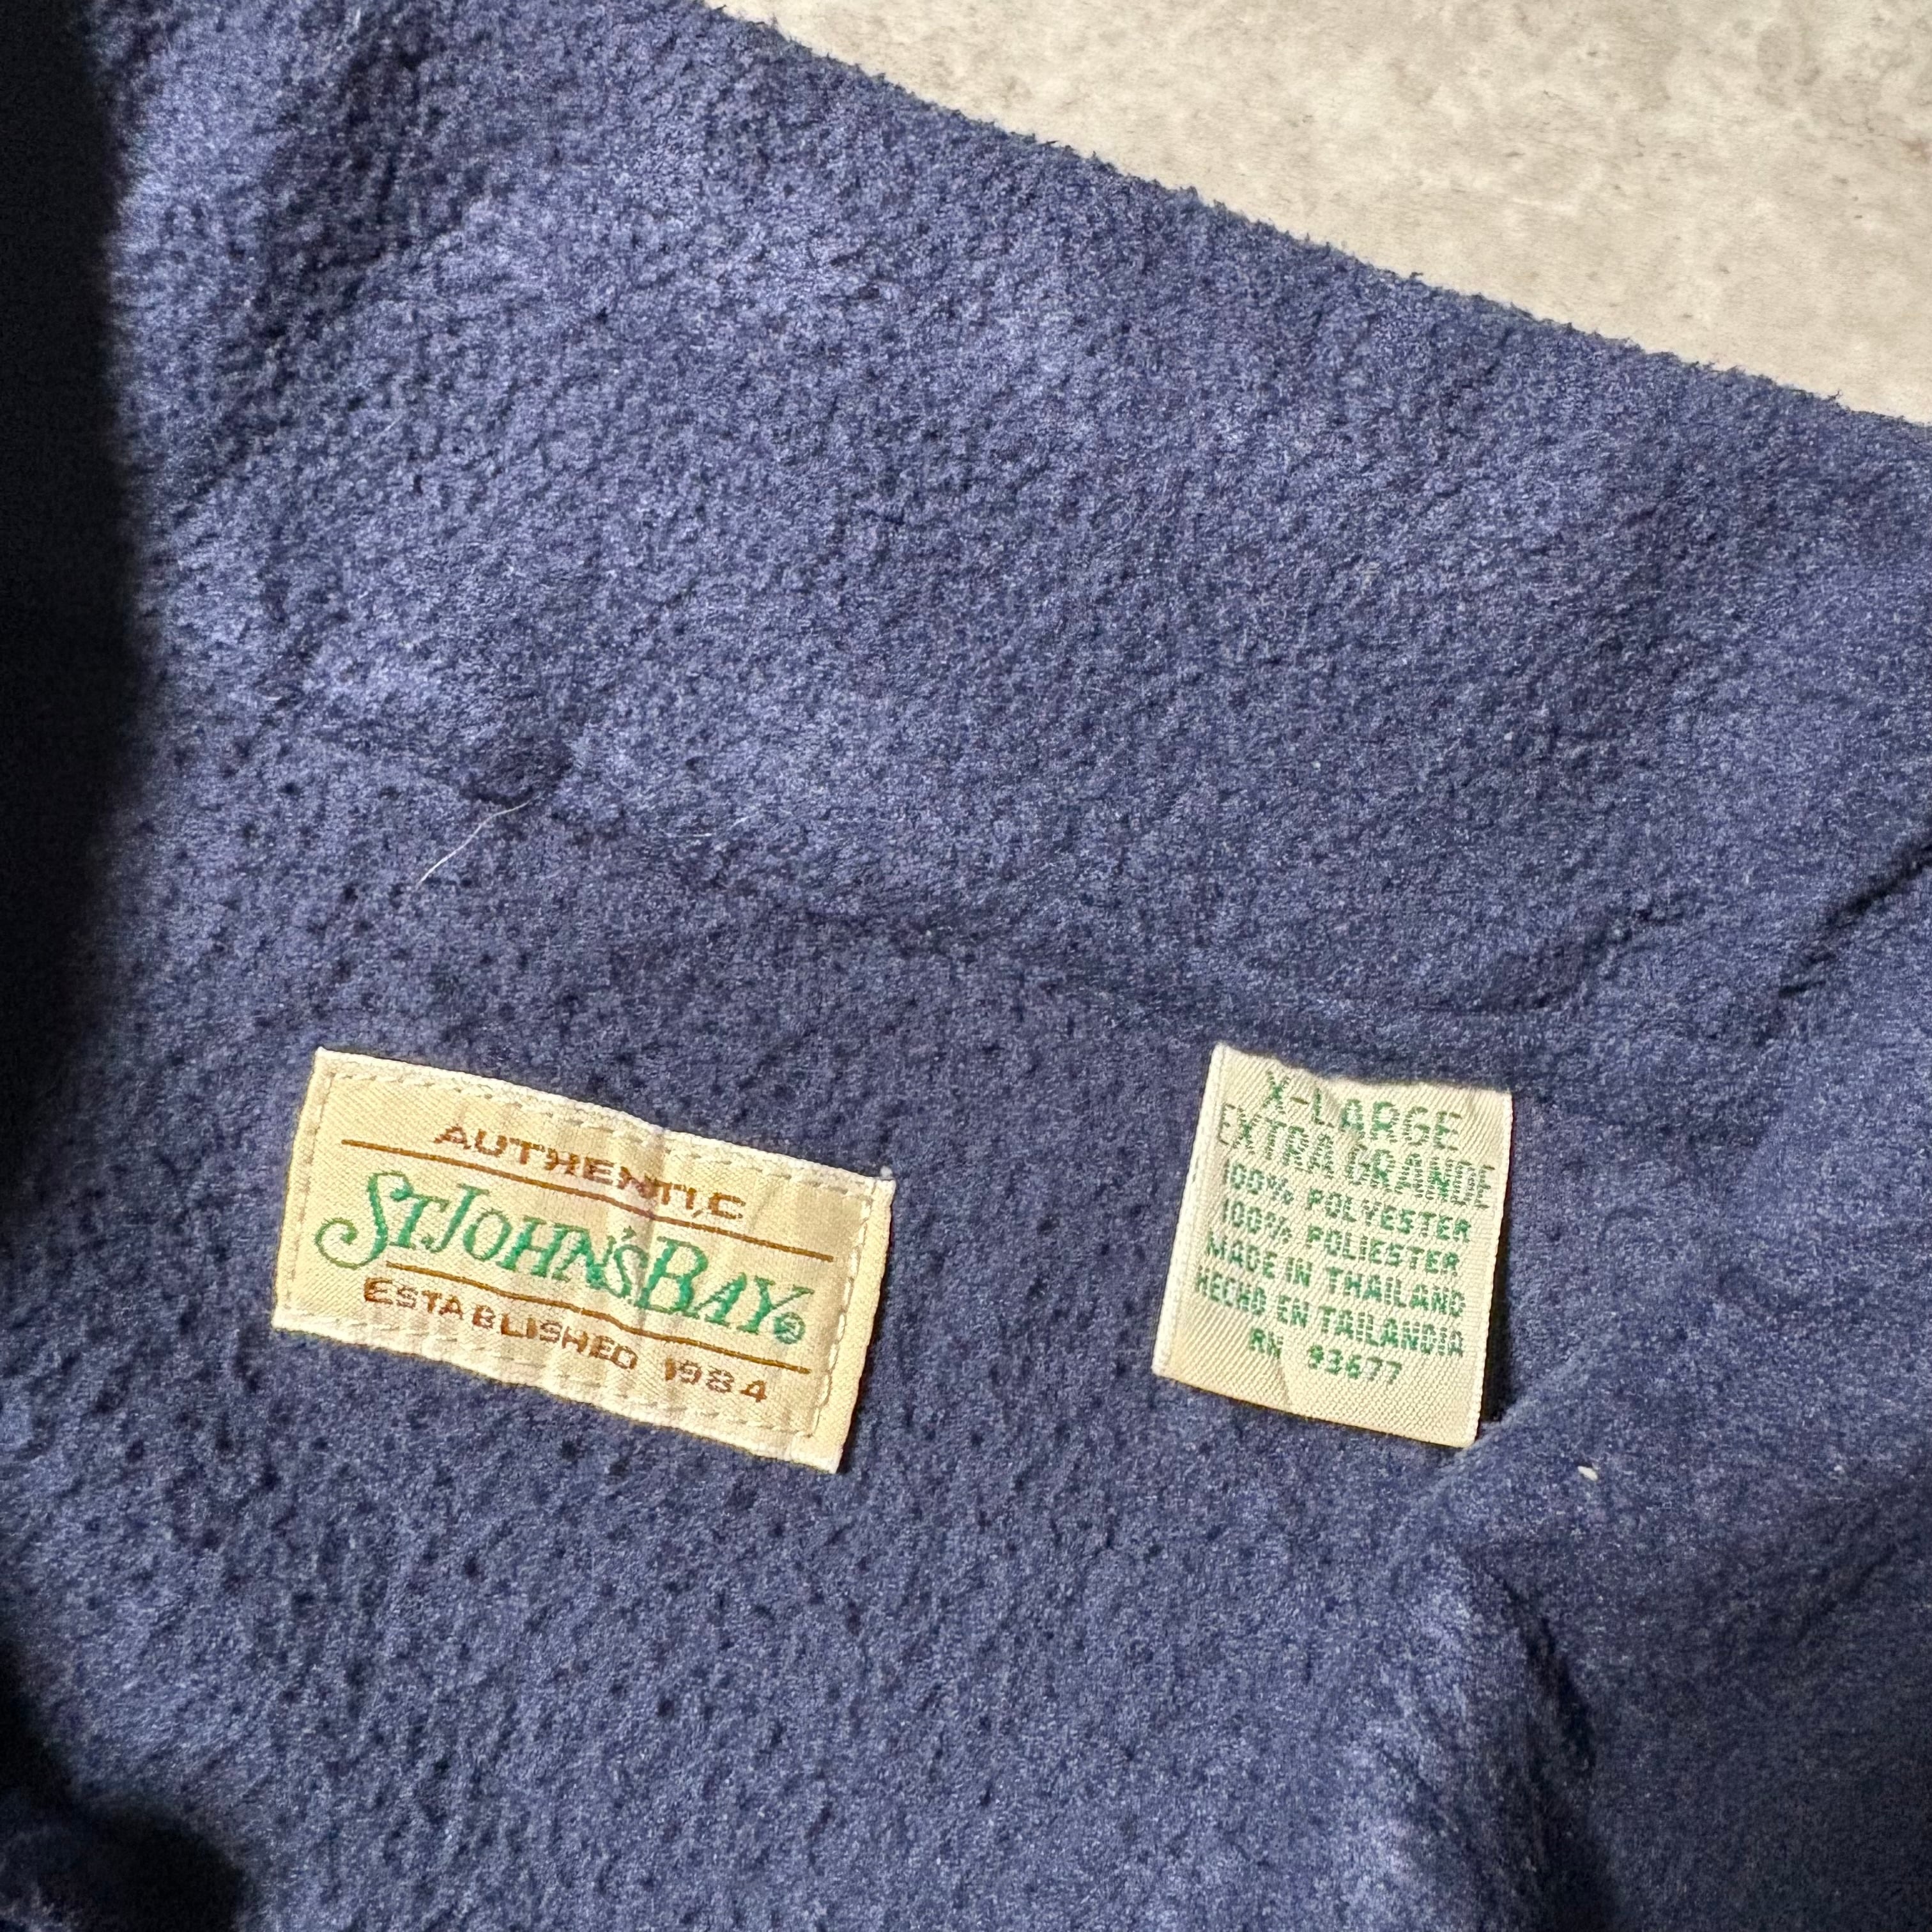 AUTHENTIC
ST. JOHN'S BAY®
ESTABLISHED 1984
X-LARGE
EXTRA GRANDE
100% POLYESTER
100% POLIESTER
MADE IN THAILAND
HECHO EN TAILANDIA
RN 93677